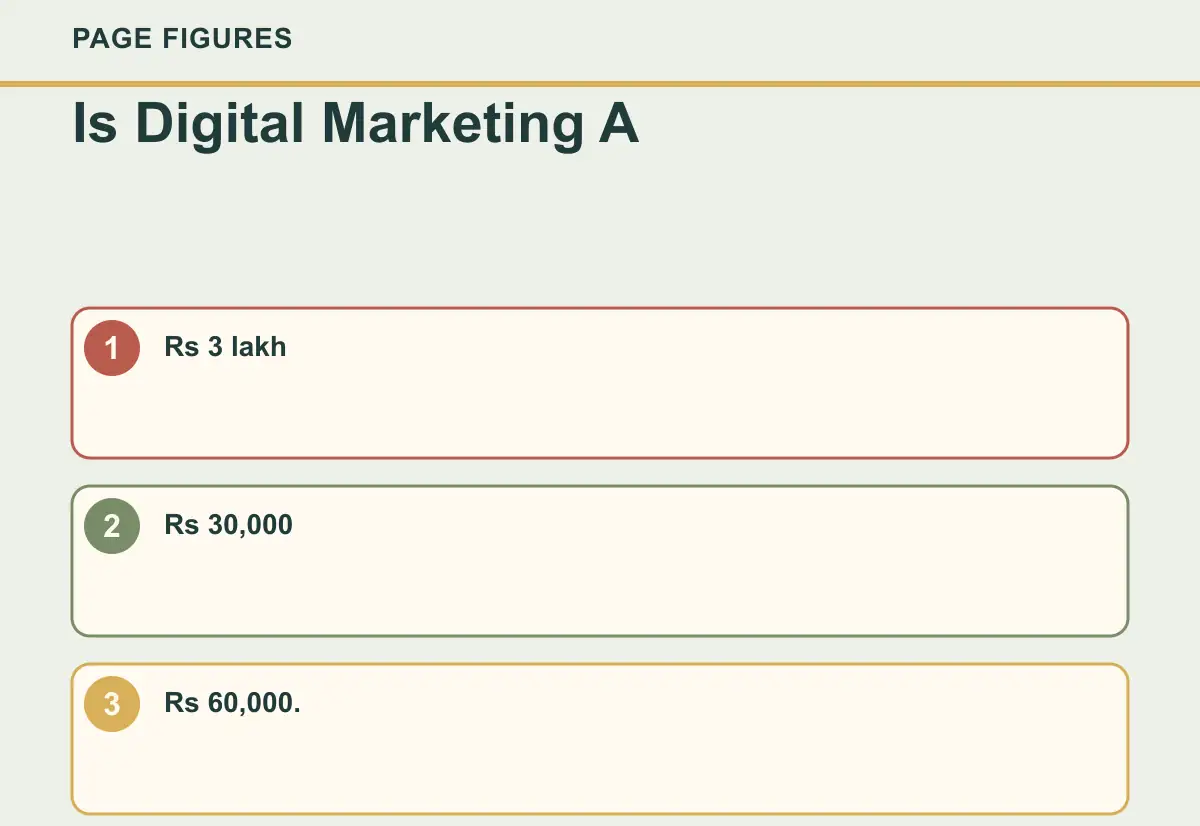 PAGE FIGURES
Is Digital Marketing A
1
Rs 3 lakh
2
Rs 30,000
3
Rs 60,000.